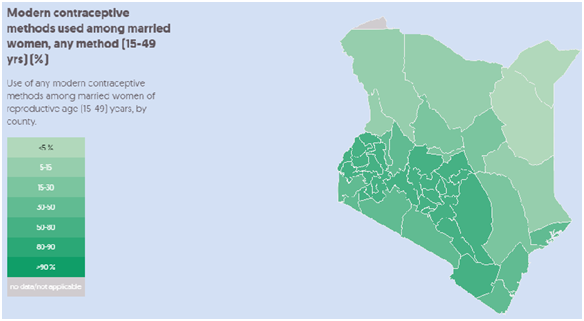 Modern contraceptive
methods used among married
women, any method (15-49
yrs) (%)
Use of any modern contraceptive
methods among married women of
reproductive age (15-49) years, by
county.
<5 %
5-15
15-30
30-50
50-80
80-90
>90 %
no data/not applicable